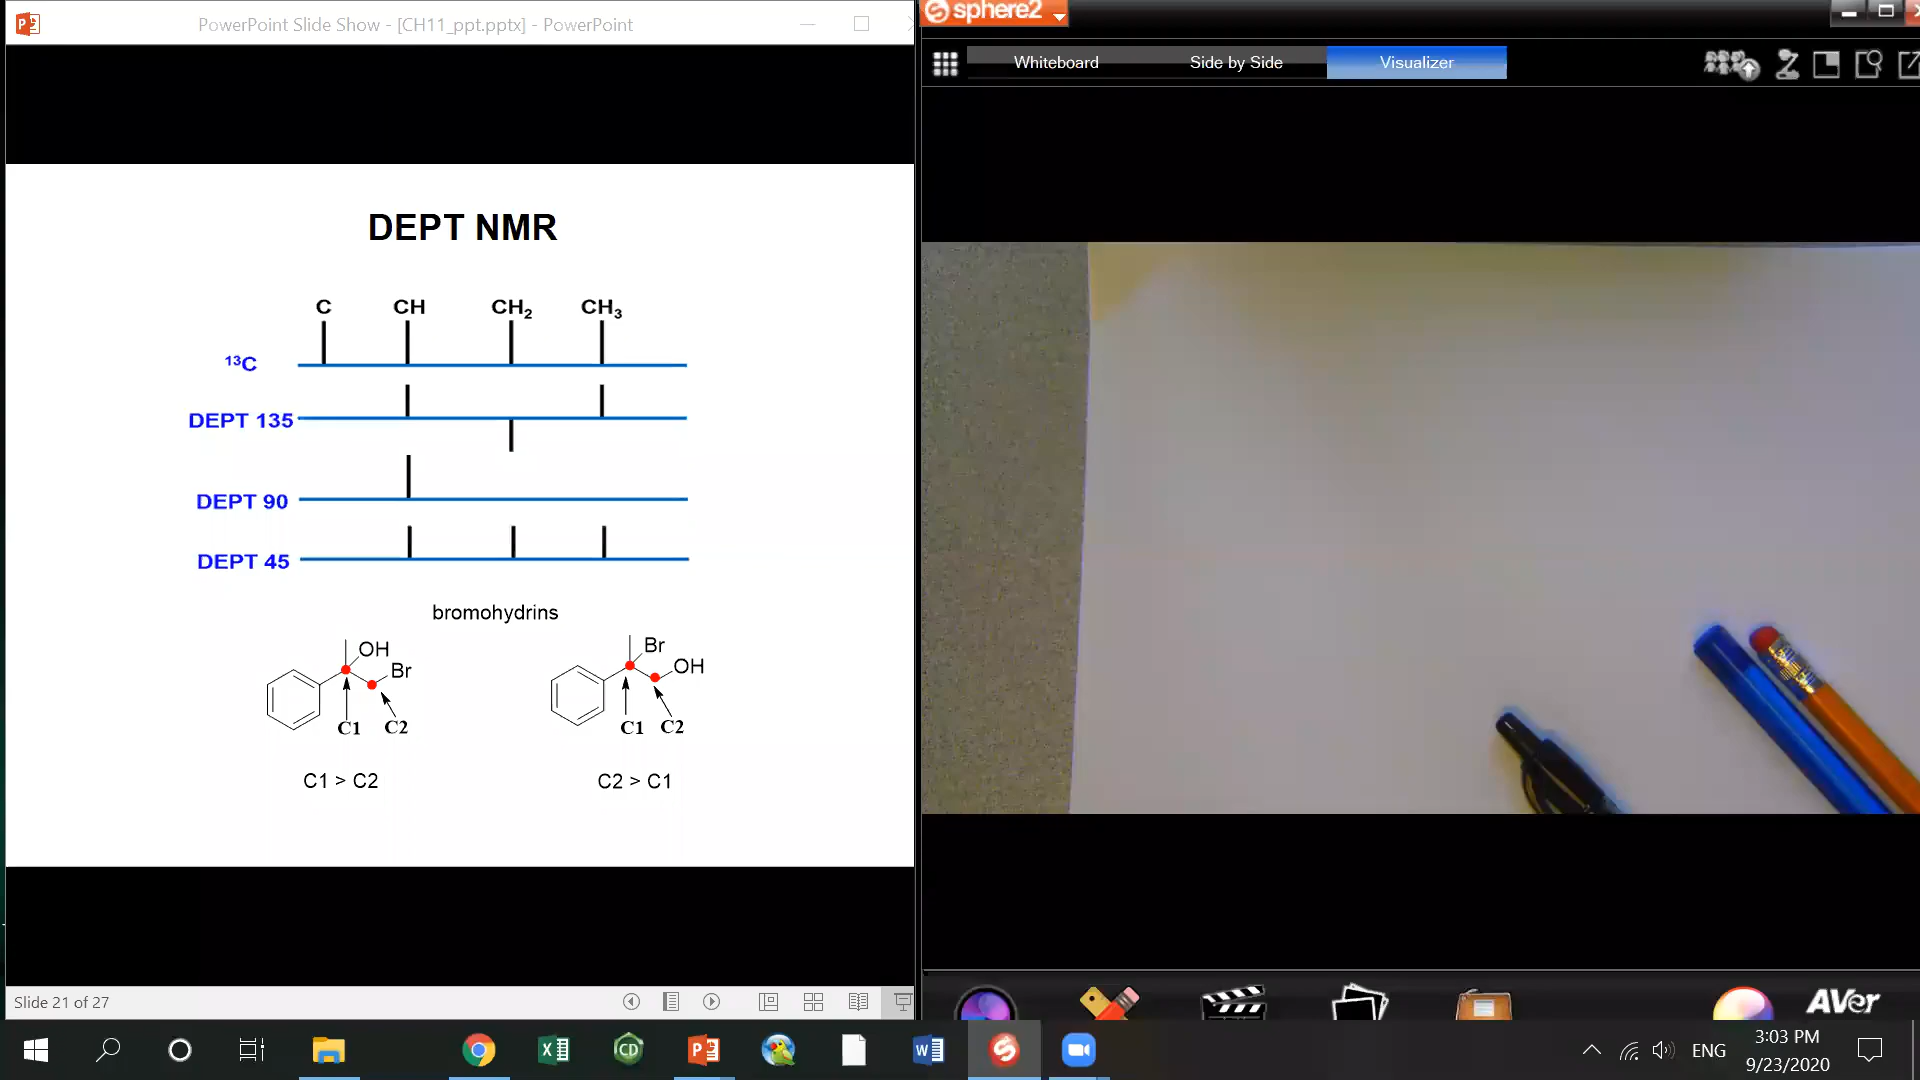 PowerPoint Slide Show - [CH11_ppt.pptx] - PowerPoint
DEPT NMR
C CH CH₂ CH₃
¹³C
DEPT 135
DEPT 90
DEPT 45
bromohydrins
OH
Br
C1 C2
C1 > C2
Br
OH
C1 C2
C2 > C1
Slide 21 of 27
sphere2
Whiteboard Side by Side Visualizer
AVer
ENG
3:03 PM
9/23/2020